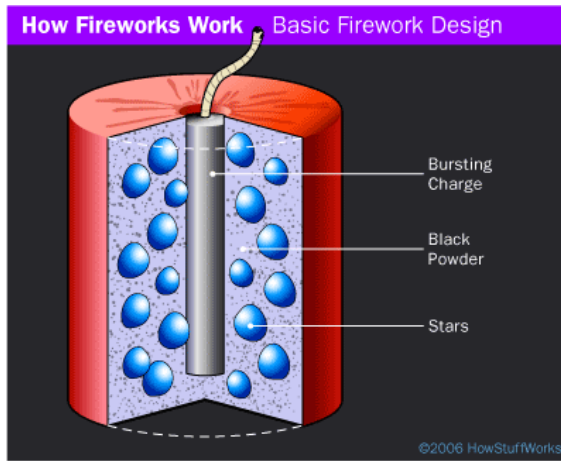 How Fireworks Work Basic Firework Design
Bursting
Charge
Black
Powder
Stars
©2006 HowStuffWorks